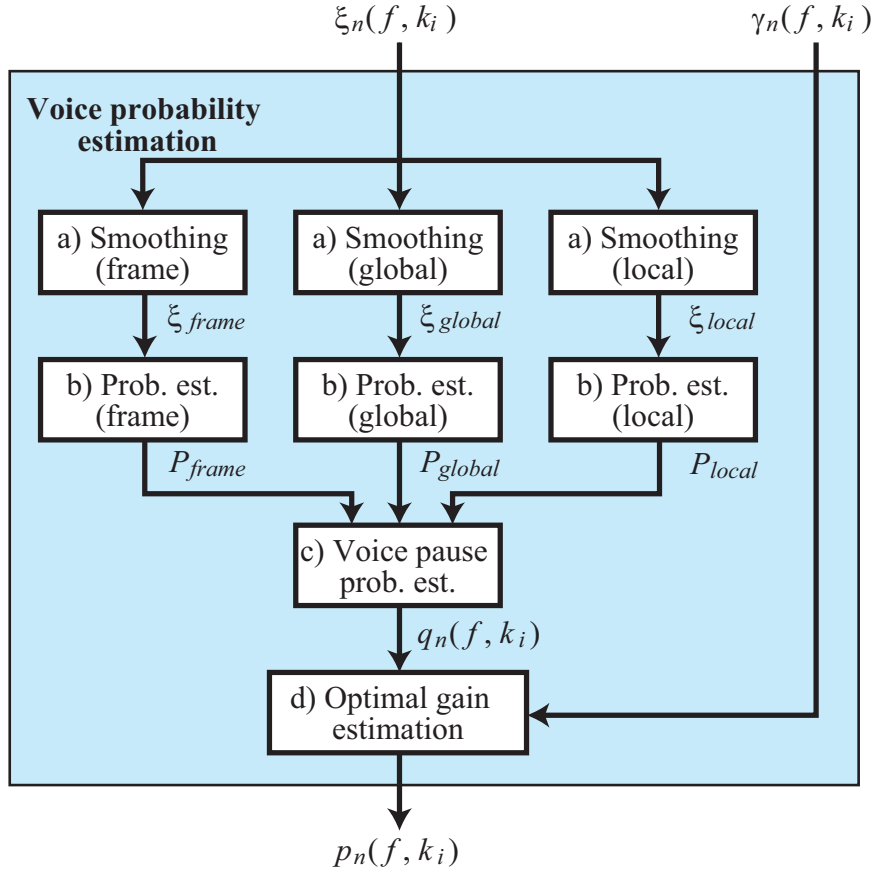 ξn(f, ki)
γn(f, ki)
Voice probability
estimation
a) Smoothing
(frame)
a) Smoothing
(global)
a) Smoothing
(local)
ξframe
ξglobal
ξlocal
b) Prob. est.
(frame)
b) Prob. est.
(global)
b) Prob. est.
(local)
Pframe
Pglobal
Plocal
c) Voice pause
prob. est.
qn(f, ki)
d) Optimal gain
estimation
pn(f, ki)